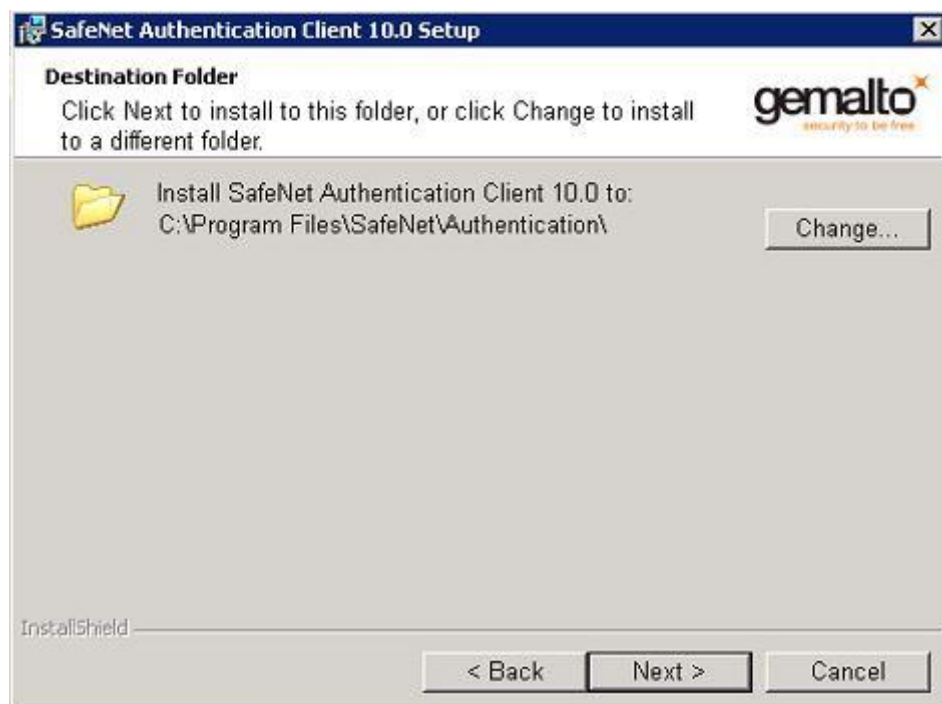 SafeNet Authentication Client 10.0 Setup
Destination Folder
Click Next to install to this folder, or click Change to install
to a different folder.
gemalto
security to be free
Install SafeNet Authentication Client 10.0 to:
C:\Program Files\SafeNet\Authentication\
Change...
InstallShield
< Back
Next >
Cancel